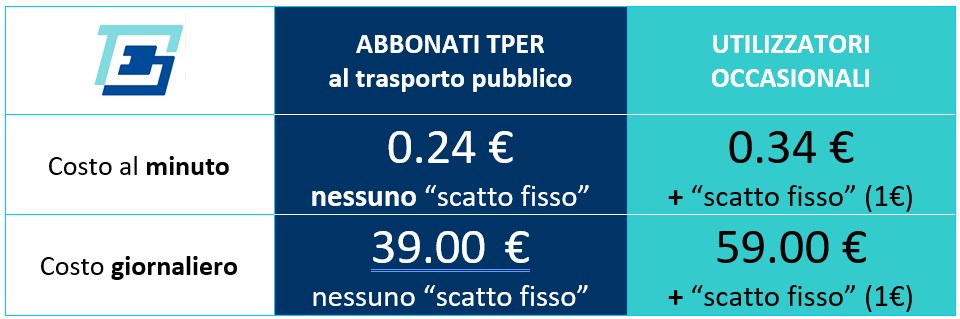 ABBONATI TPER
al trasporto pubblico
UTILIZZATORI
OCCASIONALI
Costo al minuto
0.24 €
nessuno “scatto fisso”
0.34 €
+ “scatto fisso” (1€)
Costo giornaliero
39.00 €
nessuno “scatto fisso”
59.00 €
+ “scatto fisso” (1€)